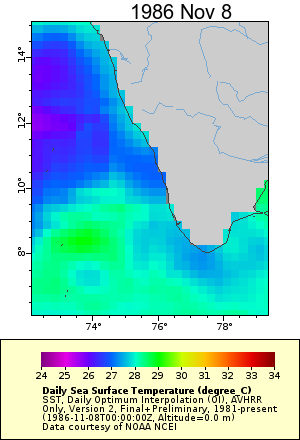 1986 Nov 8
14°
12°
10°
8°
74°
76°
78°
24 25 26 27 28 29 30 31 32 33 34
Daily Sea Surface Temperature (degree_C)
SST, Daily Optimum Interpolation (OI), AVHRR
Only, Version 2, Final+Preliminary, 1981-present
(1986-11-08T00:00:00Z, Altitude=0.0 m)
Data courtesy of NOAA NCEI